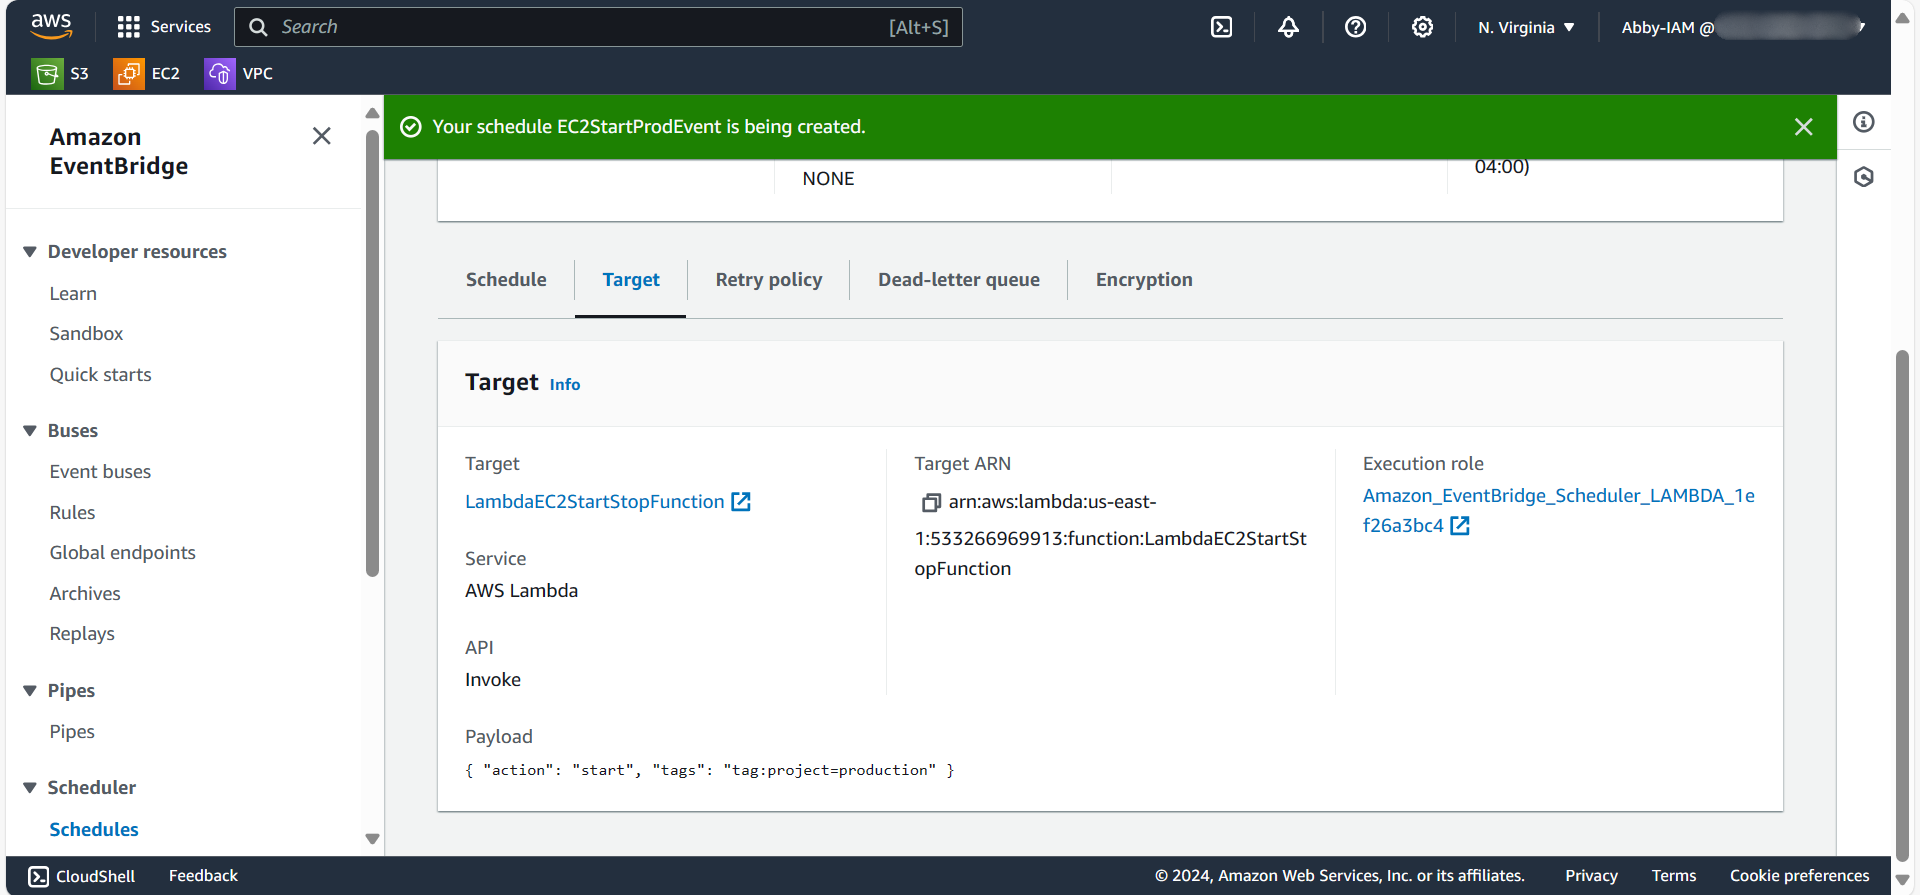 aws
Services
Search
[Alt+S]
N. Virginia
Abby-IAM @
S3
EC2
VPC
Amazon
EventBridge
Developer resources
Learn
Sandbox
Quick starts
Buses
Event buses
Rules
Global endpoints
Archives
Replays
Pipes
Pipes
Scheduler
Schedules
Your schedule EC2StartProdEvent is being created.
NONE
04:00)
Schedule
Target
Retry policy
Dead-letter queue
Encryption
Target Info
Target
LambdaEC2StartStopFunction
Service
AWS Lambda
API
Invoke
Target ARN
arn:aws:lambda:us-east-
1:533266969913:function:LambdaEC2StartSt
opFunction
Execution role
Amazon_EventBridge_Scheduler_LAMBDA_1e
f26a3bc4
Payload
{ "action": "start", "tags": "tag:project=production" }
CloudShell
Feedback
© 2024, Amazon Web Services, Inc. or its affiliates.
Privacy
Terms
Cookie preferences